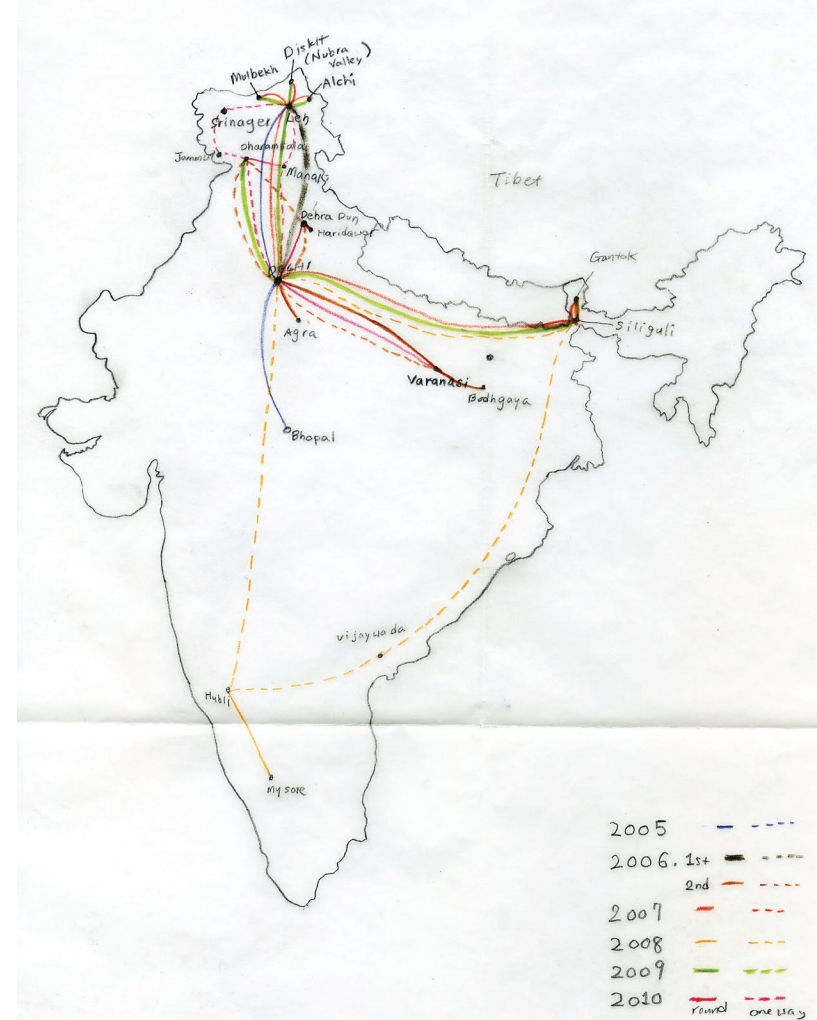 Diskit
(Nubra
Valley)
Mulbekh
Alchi
Srinager
Leh
Dharamsala
Jammu
Manali
Tibet
Dehra Dun
Haridawar
DELHI
Gantok
Siliguli
Agra
Varanasi
Bodhgaya
Bhopal
Vijaywada
Hubli
mysore
2005
2006. 1st
2nd
2007
2008
2009
2010
round one way